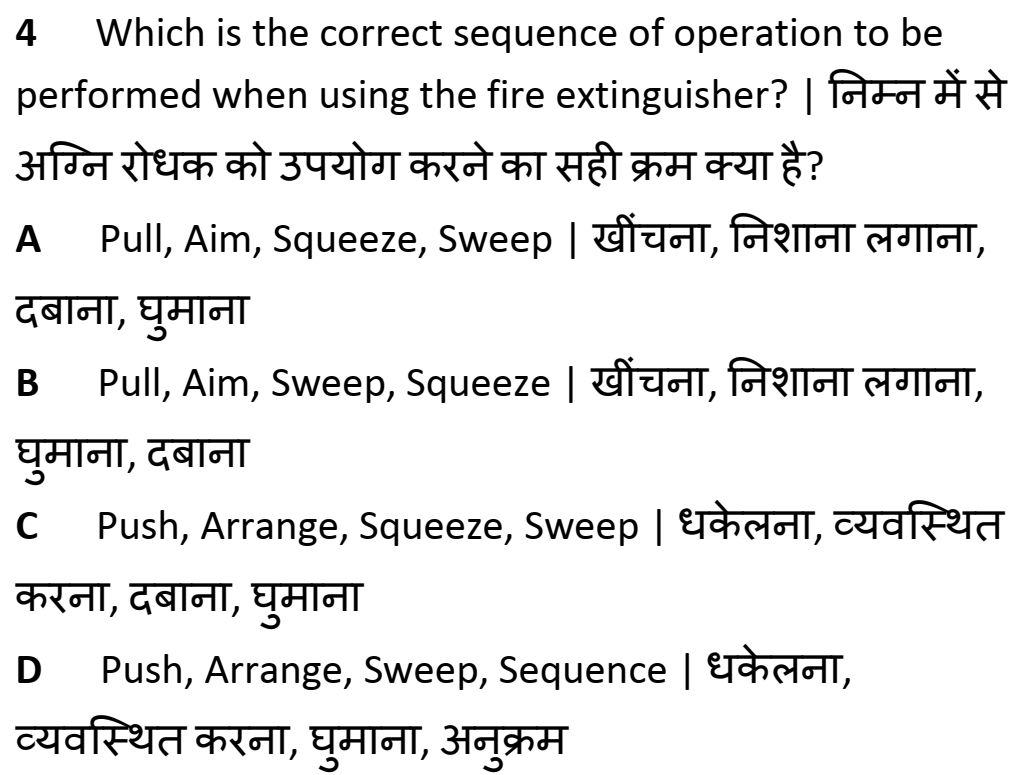 4 Which is the correct sequence of operation to be
performed when using the fire extinguisher? | निम्न में से
अग्नि रोधक को उपयोग करने का सही क्रम क्या है?
A Pull, Aim, Squeeze, Sweep | खींचना, निशाना लगाना,
दबाना, घुमाना
B Pull, Aim, Sweep, Squeeze | खींचना, निशाना लगाना,
घुमाना, दबाना
C Push, Arrange, Squeeze, Sweep | धकेलना, व्यवस्थित
करना, दबाना, घुमाना
D Push, Arrange, Sweep, Sequence | धकेलना,
व्यवस्थित करना, घुमाना, अनुक्रम